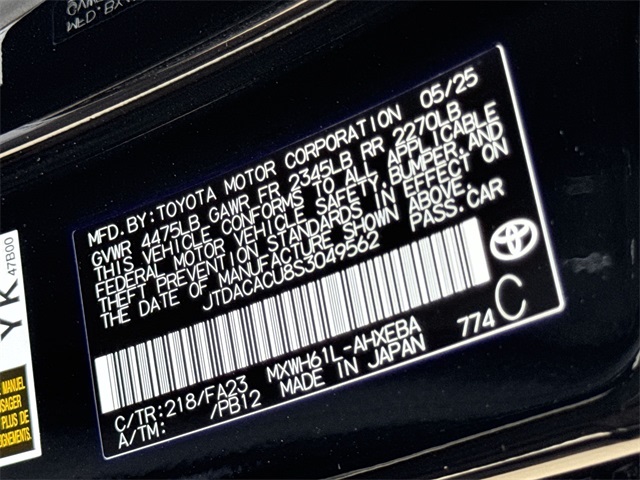 MFD. BY: TOYOTA MOTOR CORPORATION 05/25
GVWR 4475LB GAWR FR 2345LB RR 2270LB
THIS VEHICLE CONFORMS TO ALL APPLICABLE
FEDERAL MOTOR VEHICLE SAFETY, BUMPER, AND
THEFT PREVENTION STANDARDS IN EFFECT ON
THE DATE OF MANUFACTURE SHOWN ABOVE.
JTDACACU8S3049562 PASS. CAR
C/TR: 218/FA23 MXWH61L-AHXEBA 774 C
A/TM: /PB12 MADE IN JAPAN
YK 47B00
MANUEL